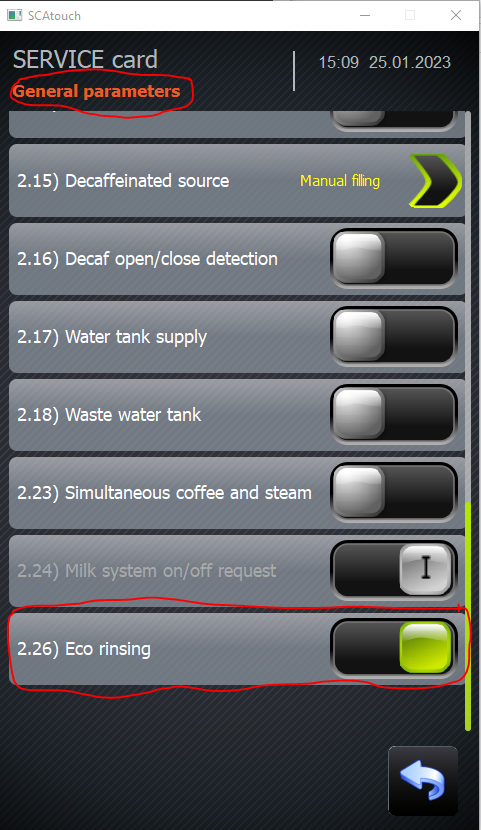 SCAtouch
SERVICE card
15:09 25.01.2023
General parameters
2.15) Decaffeinated source
Manual filling
2.16) Decaf open/close detection
2.17) Water tank supply
2.18) Waste water tank
2.23) Simultaneous coffee and steam
2.24) Milk system on/off request
2.26) Eco rinsing